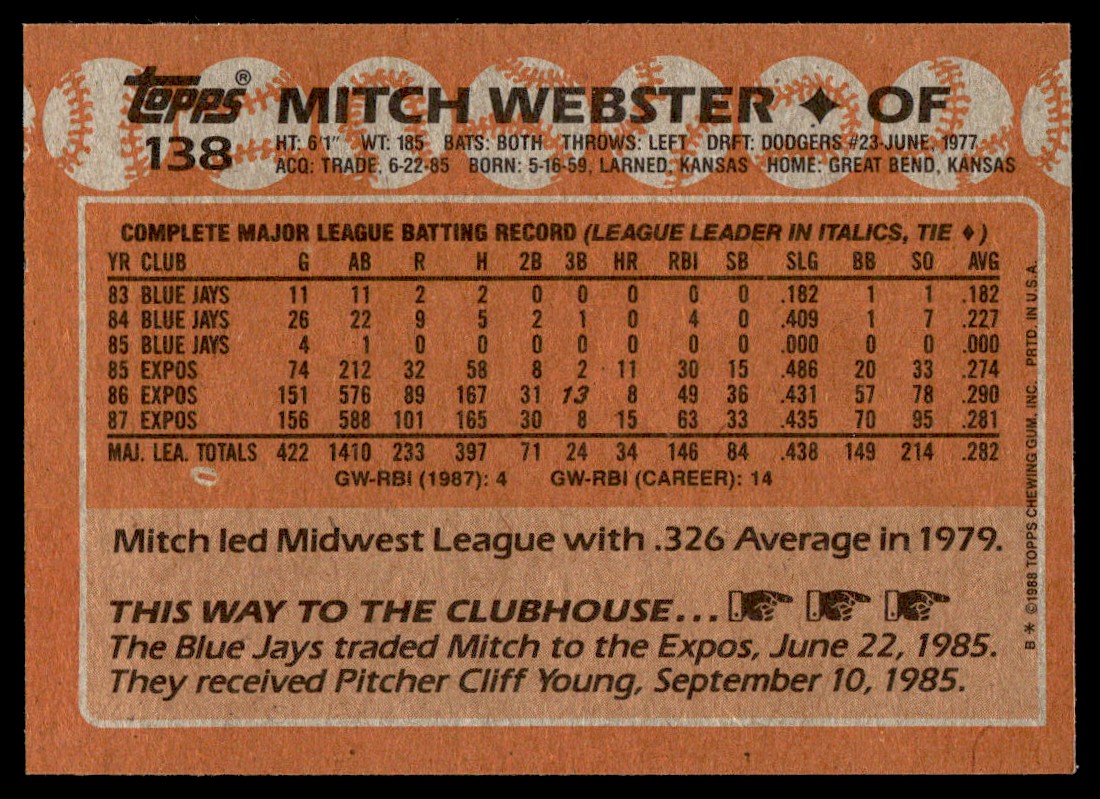 topps® MITCH WEBSTER ✦ OF
138 HT: 6'1" WT: 185 BATS: BOTH THROWS: LEFT DRFT: DODGERS #23-JUNE, 1977
ACQ: TRADE, 6-22-85 BORN: 5-16-59, LARNED, KANSAS HOME: GREAT BEND, KANSAS
COMPLETE MAJOR LEAGUE BATTING RECORD (LEAGUE LEADER IN ITALICS, TIE ♦)
YR CLUB G AB R H 2B 3B HR RBI SB SLG BB SO AVG
83 BLUE JAYS 11 11 2 2 0 0 0 0 0 .182 1 1 .182
84 BLUE JAYS 26 22 9 5 2 1 0 4 0 .409 1 7 .227
85 BLUE JAYS 4 1 0 0 0 0 0 0 0 .000 0 0 .000
85 EXPOS 74 212 32 58 8 2 11 30 15 .486 20 33 .274
86 EXPOS 151 576 89 167 31 13 8 49 36 .431 57 78 .290
87 EXPOS 156 588 101 165 30 8 15 63 33 .435 70 95 .281
MAJ. LEA. TOTALS 422 1410 233 397 71 24 34 146 84 .438 149 214 .282
GW-RBI (1987): 4 GW-RBI (CAREER): 14
Mitch led Midwest League with .326 Average in 1979.
THIS WAY TO THE CLUBHOUSE...
The Blue Jays traded Mitch to the Expos, June 22, 1985.
They received Pitcher Cliff Young, September 10, 1985.
B * ©1988 TOPPS CHEWING GUM, INC. PRTD. IN U.S.A.